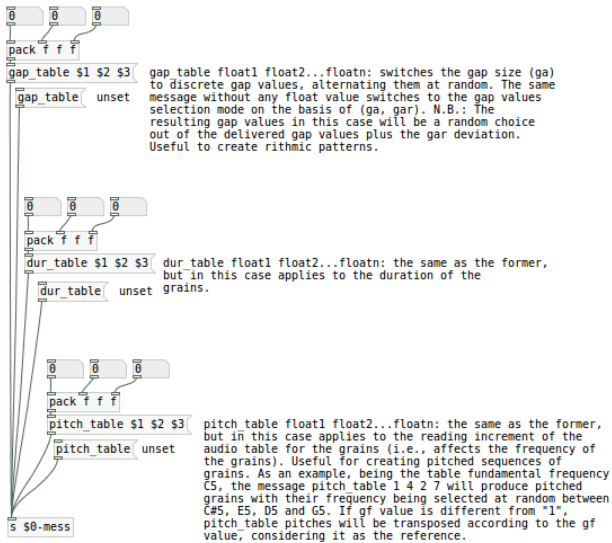 0 0 0
pack f f f
gap_table $1 $2 $3
gap_table float1 float2...floatn: switches the gap size (ga)
to discrete gap values, alternating them at random. The same
message without any float value switches to the gap values
selection mode on the basis of (ga, gar). N.B.: The
resulting gap values in this case will be a random choice
out of the delivered gap values plus the gar deviation.
Useful to create rithmic patterns.
gap_table unset
0 0 0
pack f f f
dur_table $1 $2 $3
dur_table float1 float2...floatn: the same as the former,
but in this case applies to the duration of the
grains.
dur_table unset
0 0 0
pack f f f
pitch_table $1 $2 $3
pitch_table float1 float2...floatn: the same as the former,
but in this case applies to the reading increment of the
audio table for the grains (i.e., affects the frequency of
the grains). Useful for creating pitched sequences of
grains. As an example, being the table fundamental frequency
C5, the message pitch_table 1 4 2 7 will produce pitched
grains with their frequency being selected at random between
C#5, E5, D5 and G5. If gf value is different from "1",
pitch_table pitches will be transposed according to the gf
value, considering it as the reference.
pitch_table unset
s $0-mess